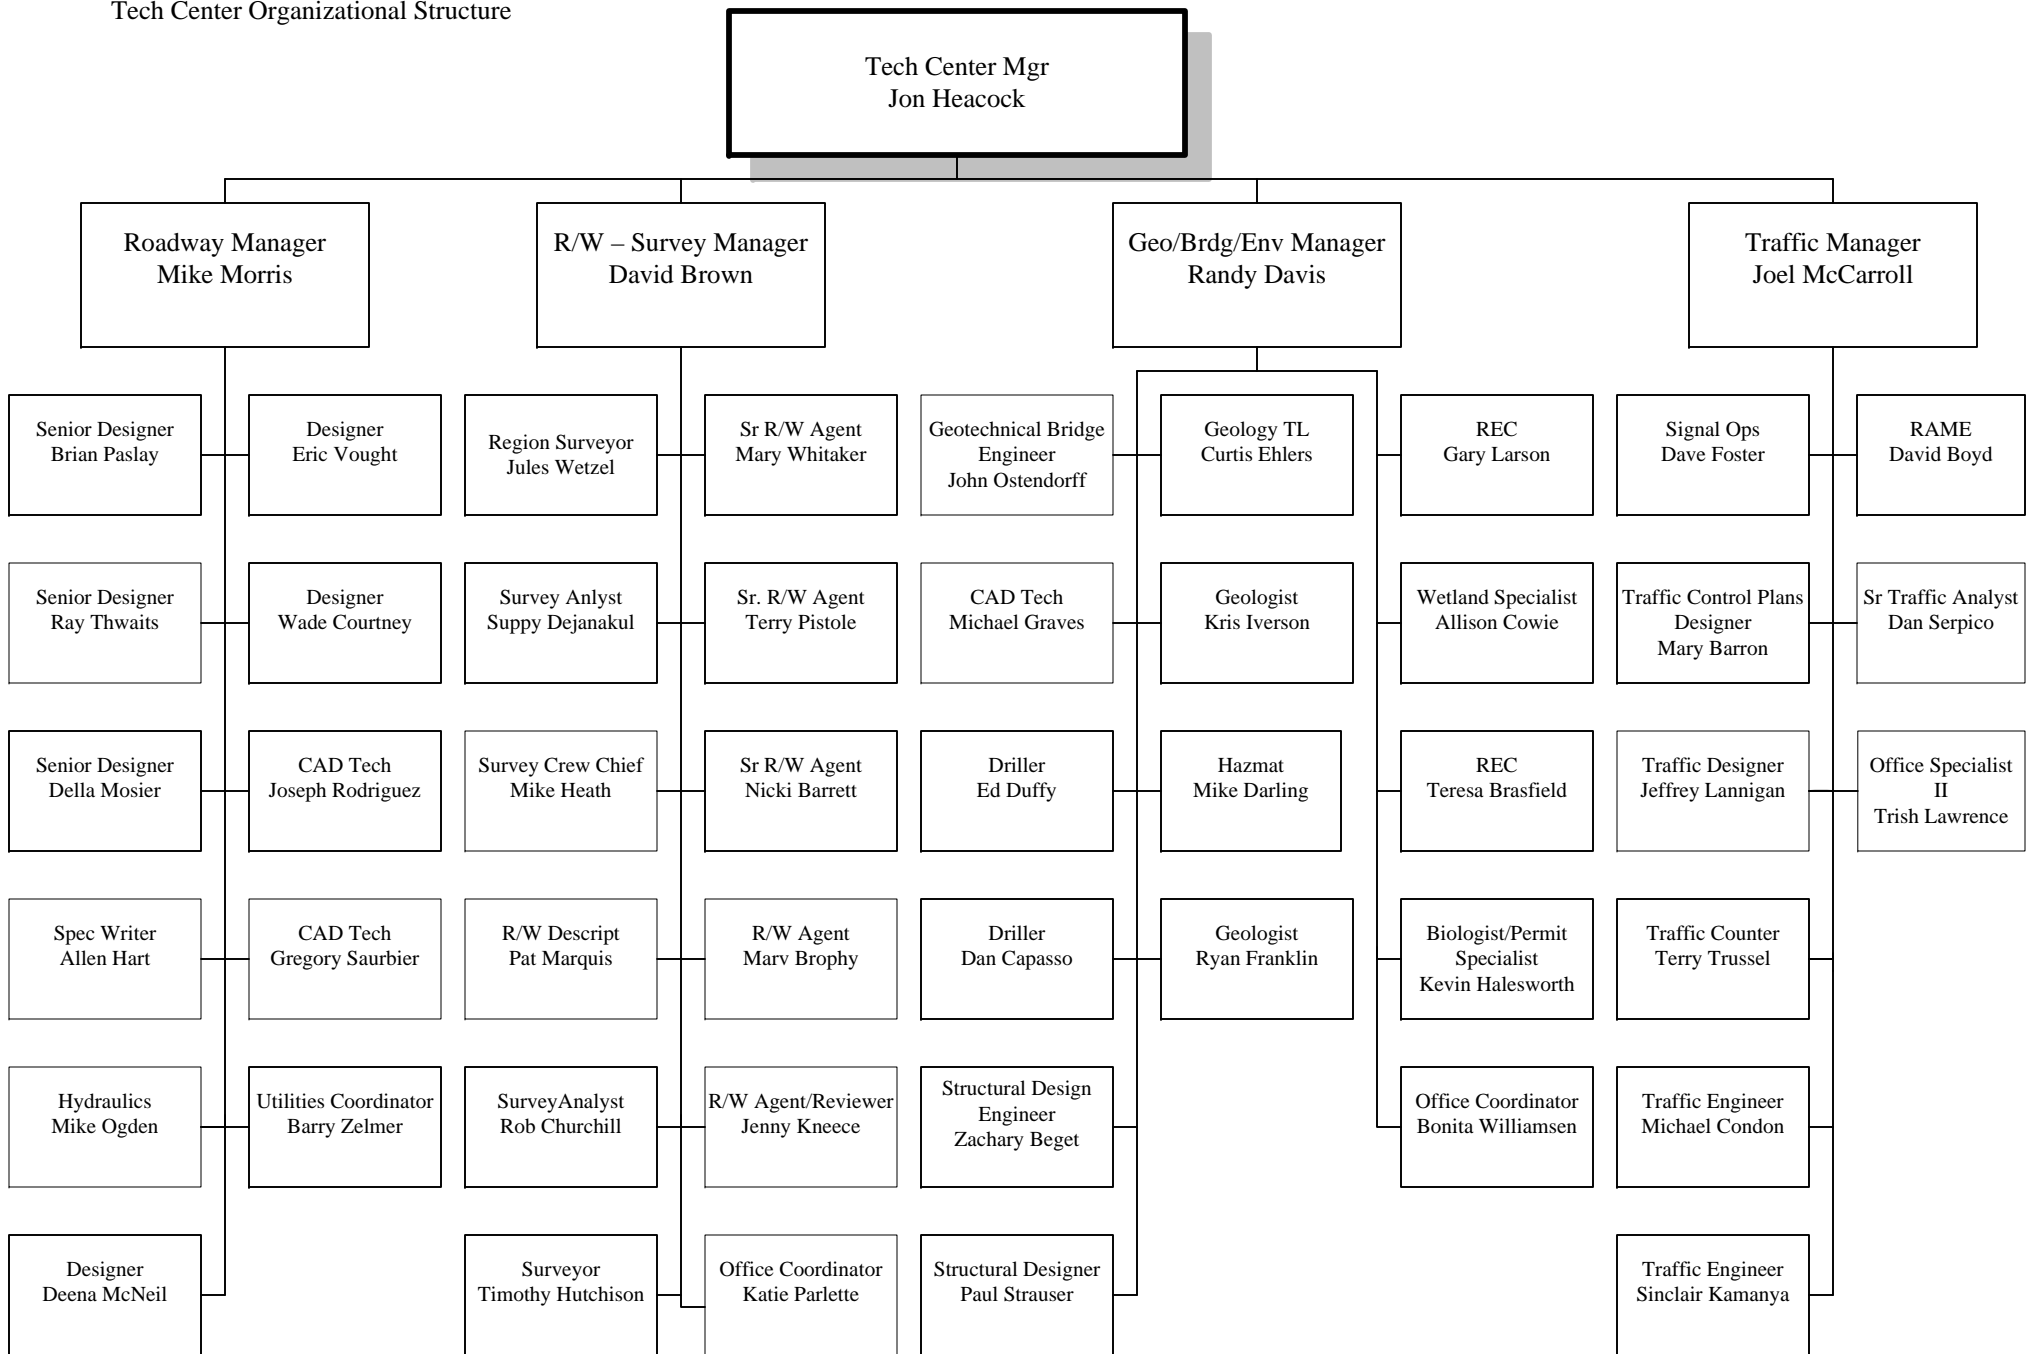 Tech Center Organizational Structure
Tech Center Mgr
Jon Heacock
Roadway Manager
Mike Morris
R/W – Survey Manager
David Brown
Geo/Brdg/Env Manager
Randy Davis
Traffic Manager
Joel McCarroll
Senior Designer
Brian Paslay
Designer
Eric Vought
Region Surveyor
Jules Wetzel
Sr R/W Agent
Mary Whitaker
Geotechnical Bridge
Engineer
John Ostendorff
Geology TL
Curtis Ehlers
REC
Gary Larson
Signal Ops
Dave Foster
RAME
David Boyd
Senior Designer
Ray Thwaits
Designer
Wade Courtney
Survey Anlyst
Suppy Dejanakul
Sr. R/W Agent
Terry Pistole
CAD Tech
Michael Graves
Geologist
Kris Iverson
Wetland Specialist
Allison Cowie
Traffic Control Plans
Designer
Mary Barron
Sr Traffic Analyst
Dan Serpico
Senior Designer
Della Mosier
CAD Tech
Joseph Rodriguez
Survey Crew Chief
Mike Heath
Sr R/W Agent
Nicki Barrett
Driller
Ed Duffy
Hazmat
Mike Darling
REC
Teresa Brasfield
Traffic Designer
Jeffrey Lannigan
Office Specialist
II
Trish Lawrence
Spec Writer
Allen Hart
CAD Tech
Gregory Saurbier
R/W Descript
Pat Marquis
R/W Agent
Marv Brophy
Driller
Dan Capasso
Geologist
Ryan Franklin
Biologist/Permit
Specialist
Kevin Halesworth
Traffic Counter
Terry Trussel
Hydraulics
Mike Ogden
Utilities Coordinator
Barry Zelmer
SurveyAnalyst
Rob Churchill
R/W Agent/Reviewer
Jenny Kneece
Structural Design
Engineer
Zachary Beget
Office Coordinator
Bonita Williamsen
Traffic Engineer
Michael Condon
Designer
Deena McNeil
Surveyor
Timothy Hutchison
Office Coordinator
Katie Parlette
Structural Designer
Paul Strauser
Traffic Engineer
Sinclair Kamanya